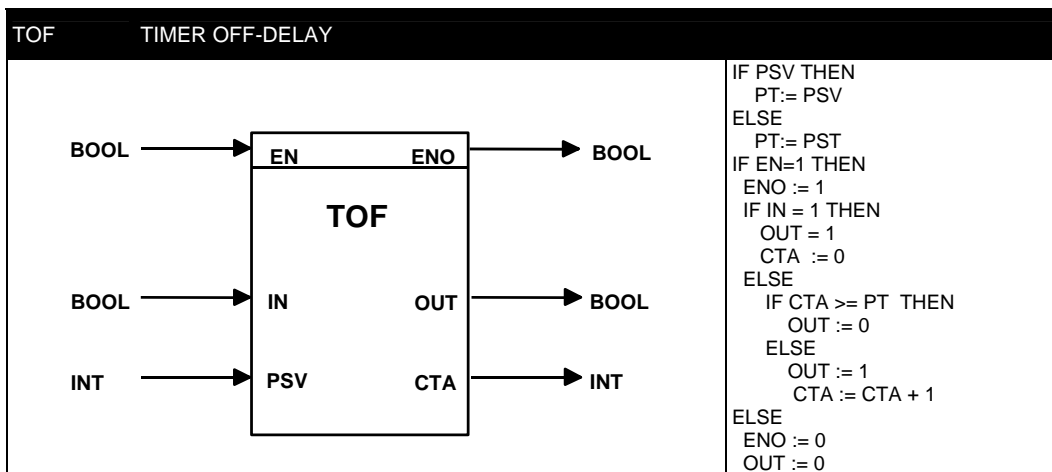 TOF TIMER OFF-DELAY
BOOL EN ENO BOOL
TOF
BOOL IN OUT BOOL
INT PSV CTA INT
IF PSV THEN
PT:= PSV
ELSE
PT:= PST
IF EN=1 THEN
ENO := 1
IF IN = 1 THEN
OUT = 1
CTA := 0
ELSE
IF CTA >= PT THEN
OUT := 0
ELSE
OUT := 1
CTA := CTA + 1
ELSE
ENO := 0
OUT := 0